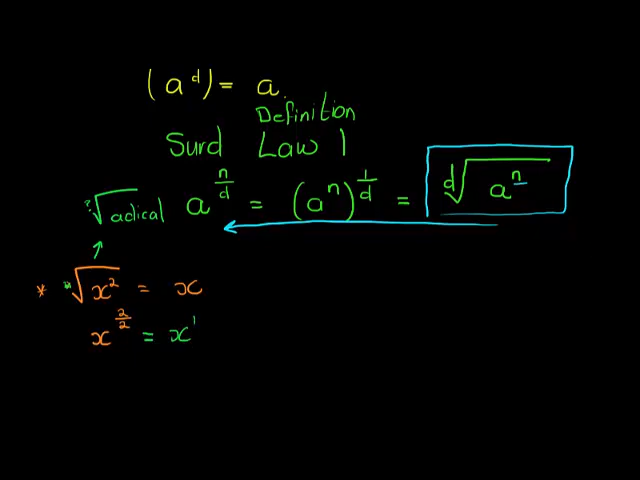 (a^d) = a
Definition
Surd Law 1
?√adical a^(n/d) = (a^n)^(1/d) = d√(a^n)
* √(x^2) = x
x^(2/2) = x^1